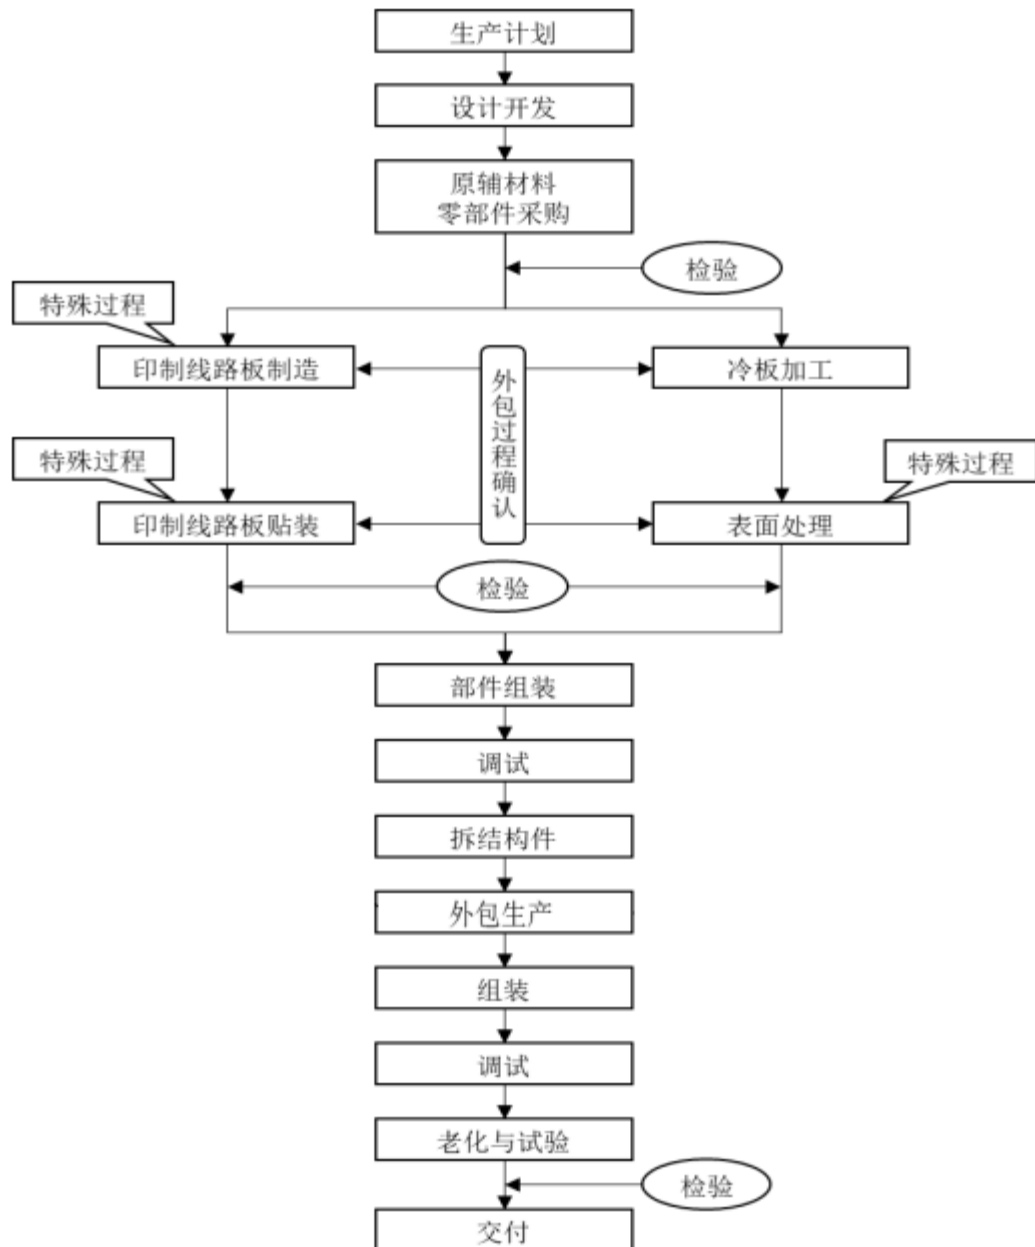 生产计划
设计开发
原辅材料
零部件采购
检验
特殊过程
印制线路板制造
外包过程确认
冷板加工
特殊过程
特殊过程
印制线路板贴装
表面处理
检验
部件组装
调试
拆结构件
外包生产
组装
调试
老化与试验
检验
交付